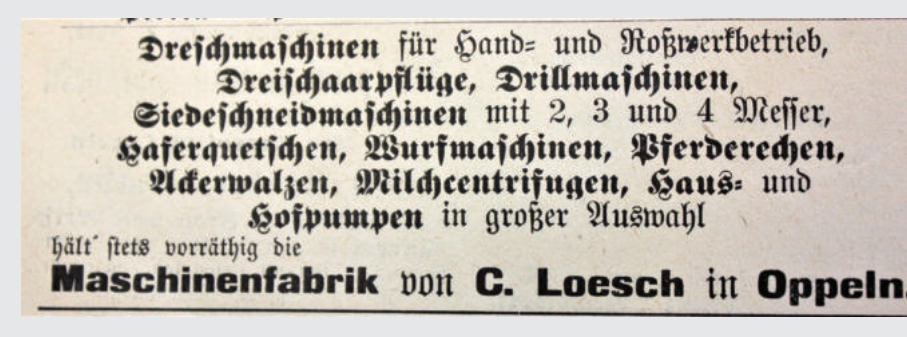 Dreschmaschinen für Hand= und Roßwerkbetrieb,
Dreischaarpflüge, Drillmaschinen,
Siedeschneidmaschinen mit 2, 3 und 4 Messer,
Haferquetschen, Wurfmaschinen, Pferderechen,
Ackerwalzen, Milchcentrifugen, Haus= und
Hofpumpen in großer Auswahl
hält stets vorräthig die
Maschinenfabrik von C. Loesch in Oppeln.